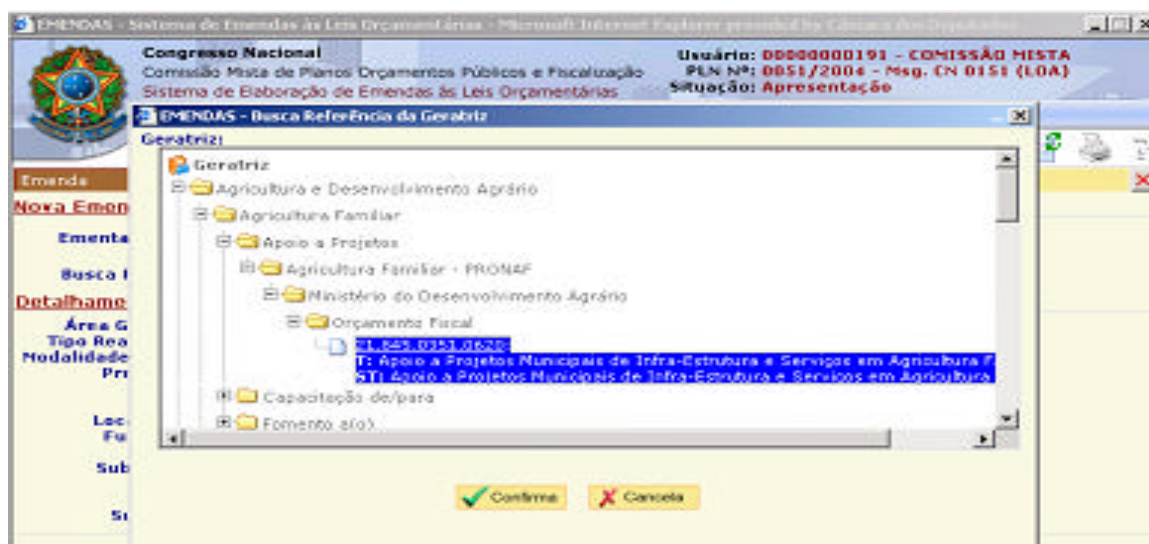 EMENDAS - Sistema de Emendas às Leis Orçamentárias - Microsoft Internet Explorer provided by Câmara dos Deputados
Congresso Nacional
Comissão Mista de Planos Orçamentos Públicos e Fiscalização
Sistema de Elaboração de Emendas às Leis Orçamentárias
Usuário: 00000000191 - COMISSÃO MISTA
PLN Nº: 0051/2004 - Msg. CN 0151 (LOA)
Situação: Apresentação
EMENDAS - Busca Referência da Geratriz
Geratriz:
Geratriz
Agricultura e Desenvolvimento Agrário
Agricultura Familiar
Apoio a Projetos
Agricultura Familiar - PRONAF
Ministério do Desenvolvimento Agrário
Orçamento Fiscal
21.845.0351.0620
T: Apoio a Projetos Municipais de Infra-Estrutura e Serviços em Agricultura F
ST: Apoio a Projetos Municipais de Infra-Estrutura e Serviços em Agricultura
Capacitação de/para
Fomento a(o)
Confirma
Cancela
Emenda
Nova Emen
Ementa
Busca
Detalhame
Área G
Tipo Rea
Modalidade
Pr
Loc
Fu
Sub